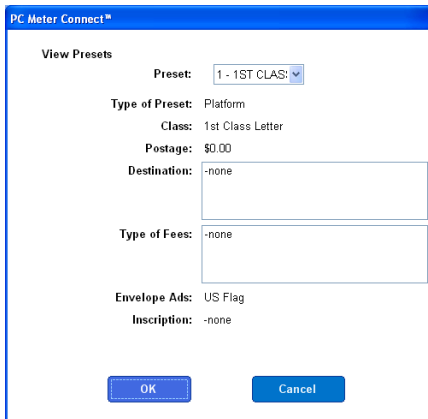 PC Meter Connect™
View Presets
Preset: 1 - 1ST CLAS:
Type of Preset: Platform
Class: 1st Class Letter
Postage: $0.00
Destination: -none
Type of Fees: -none
Envelope Ads: US Flag
Inscription: -none
OK Cancel